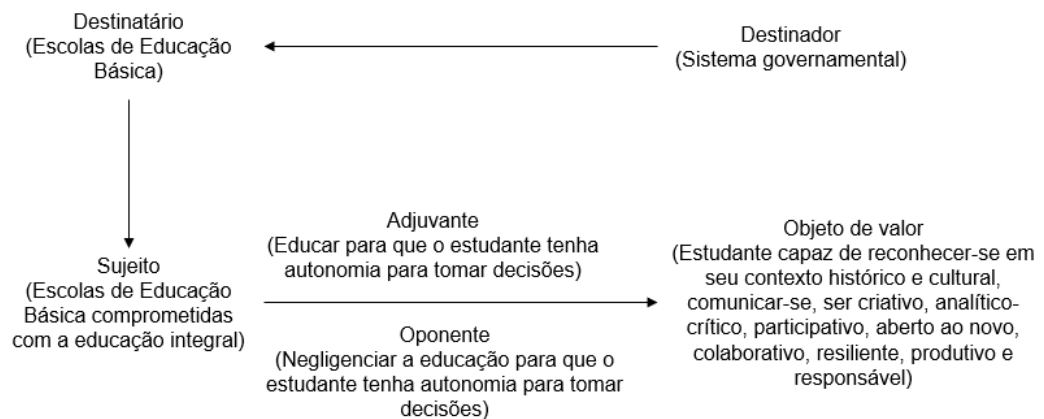 Destinatário
(Escolas de Educação
Básica)
Destinador
(Sistema governamental)
Adjuvante
(Educar para que o estudante tenha
autonomia para tomar decisões)
Sujeito
(Escolas de Educação
Básica comprometidas
com a educação integral)
Oponente
(Negligenciar a educação para que o
estudante tenha autonomia para tomar
decisões)
Objeto de valor
(Estudante capaz de reconhecer-se em
seu contexto histórico e cultural,
comunicar-se, ser criativo, analítico-
crítico, participativo, aberto ao novo,
colaborativo, resiliente, produtivo e
responsável)